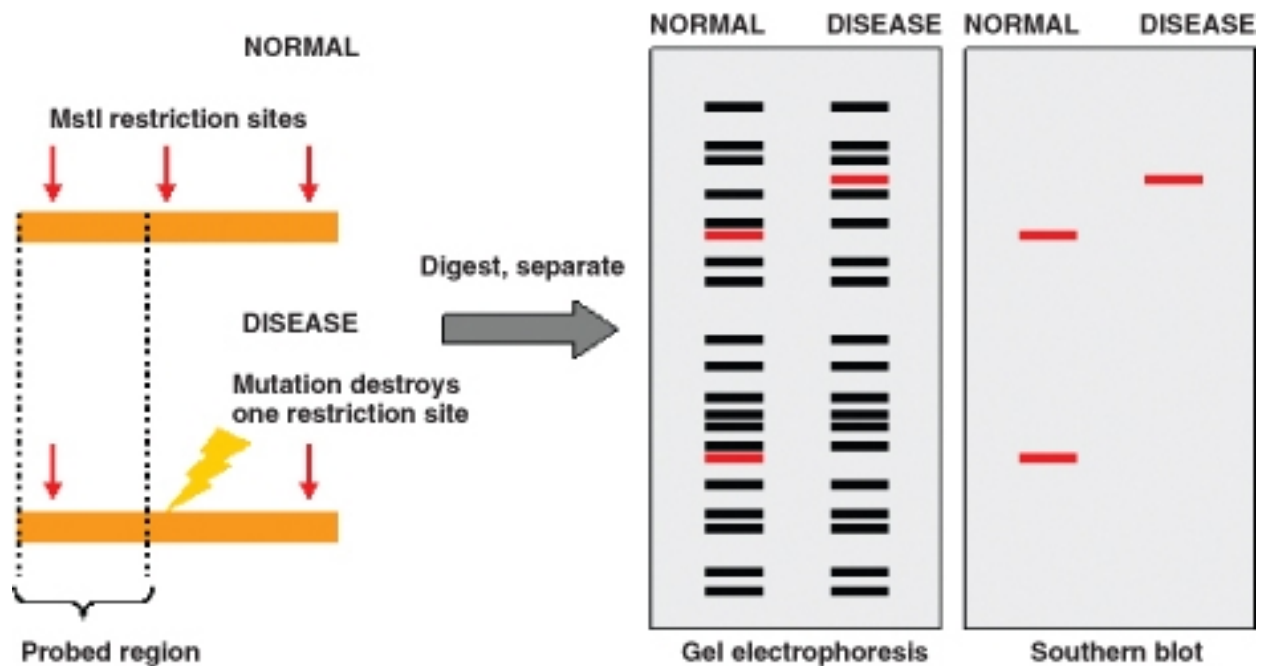 NORMAL
MstI restriction sites
DISEASE
Mutation destroys
one restriction site
Probed region
Digest, separate
NORMAL DISEASE
Gel electrophoresis
NORMAL DISEASE
Southern blot